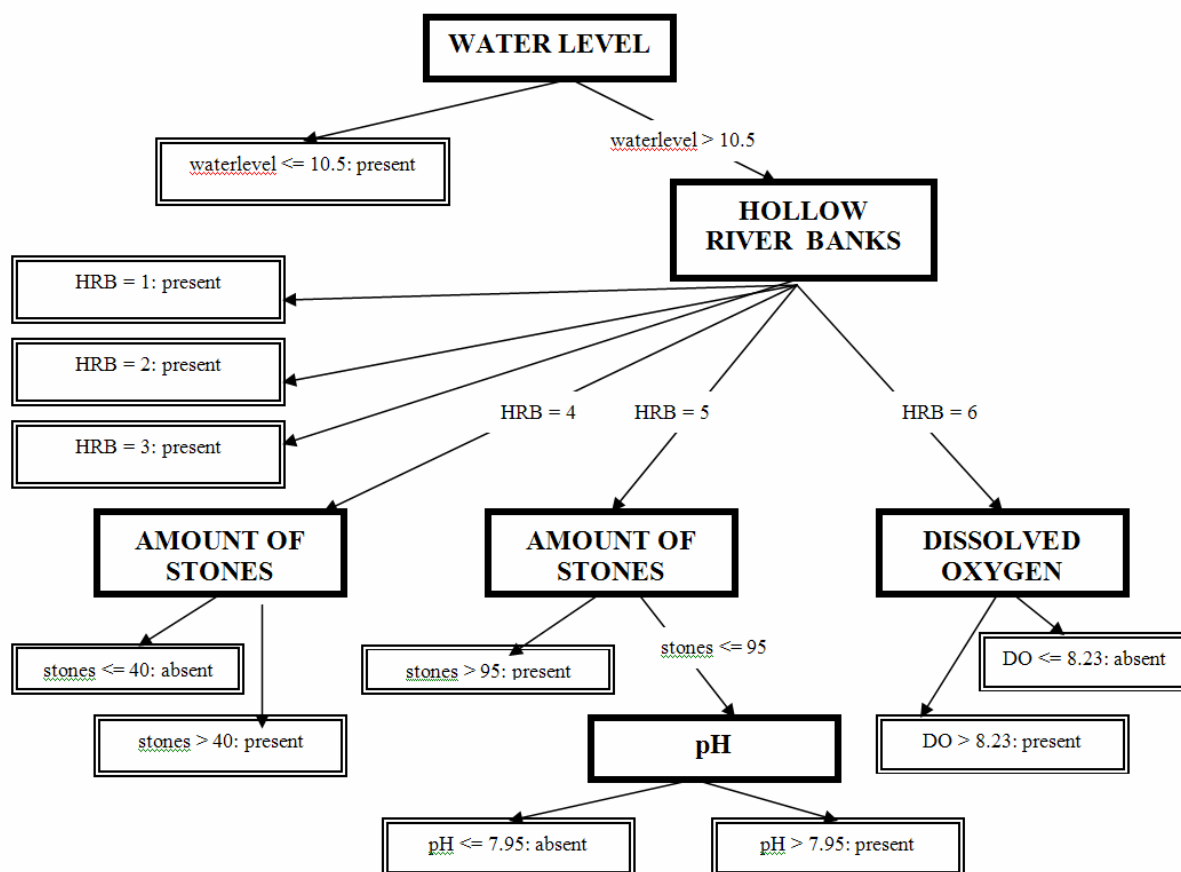 WATER LEVEL
waterlevel <= 10.5: present
waterlevel > 10.5
HOLLOW
RIVER BANKS
HRB = 1: present
HRB = 2: present
HRB = 3: present
HRB = 4
HRB = 5
HRB = 6
AMOUNT OF
STONES
AMOUNT OF
STONES
DISSOLVED
OXYGEN
stones <= 40: absent
stones > 40: present
stones > 95: present
stones <= 95
DO <= 8.23: absent
DO > 8.23: present
pH
pH <= 7.95: absent
pH > 7.95: present